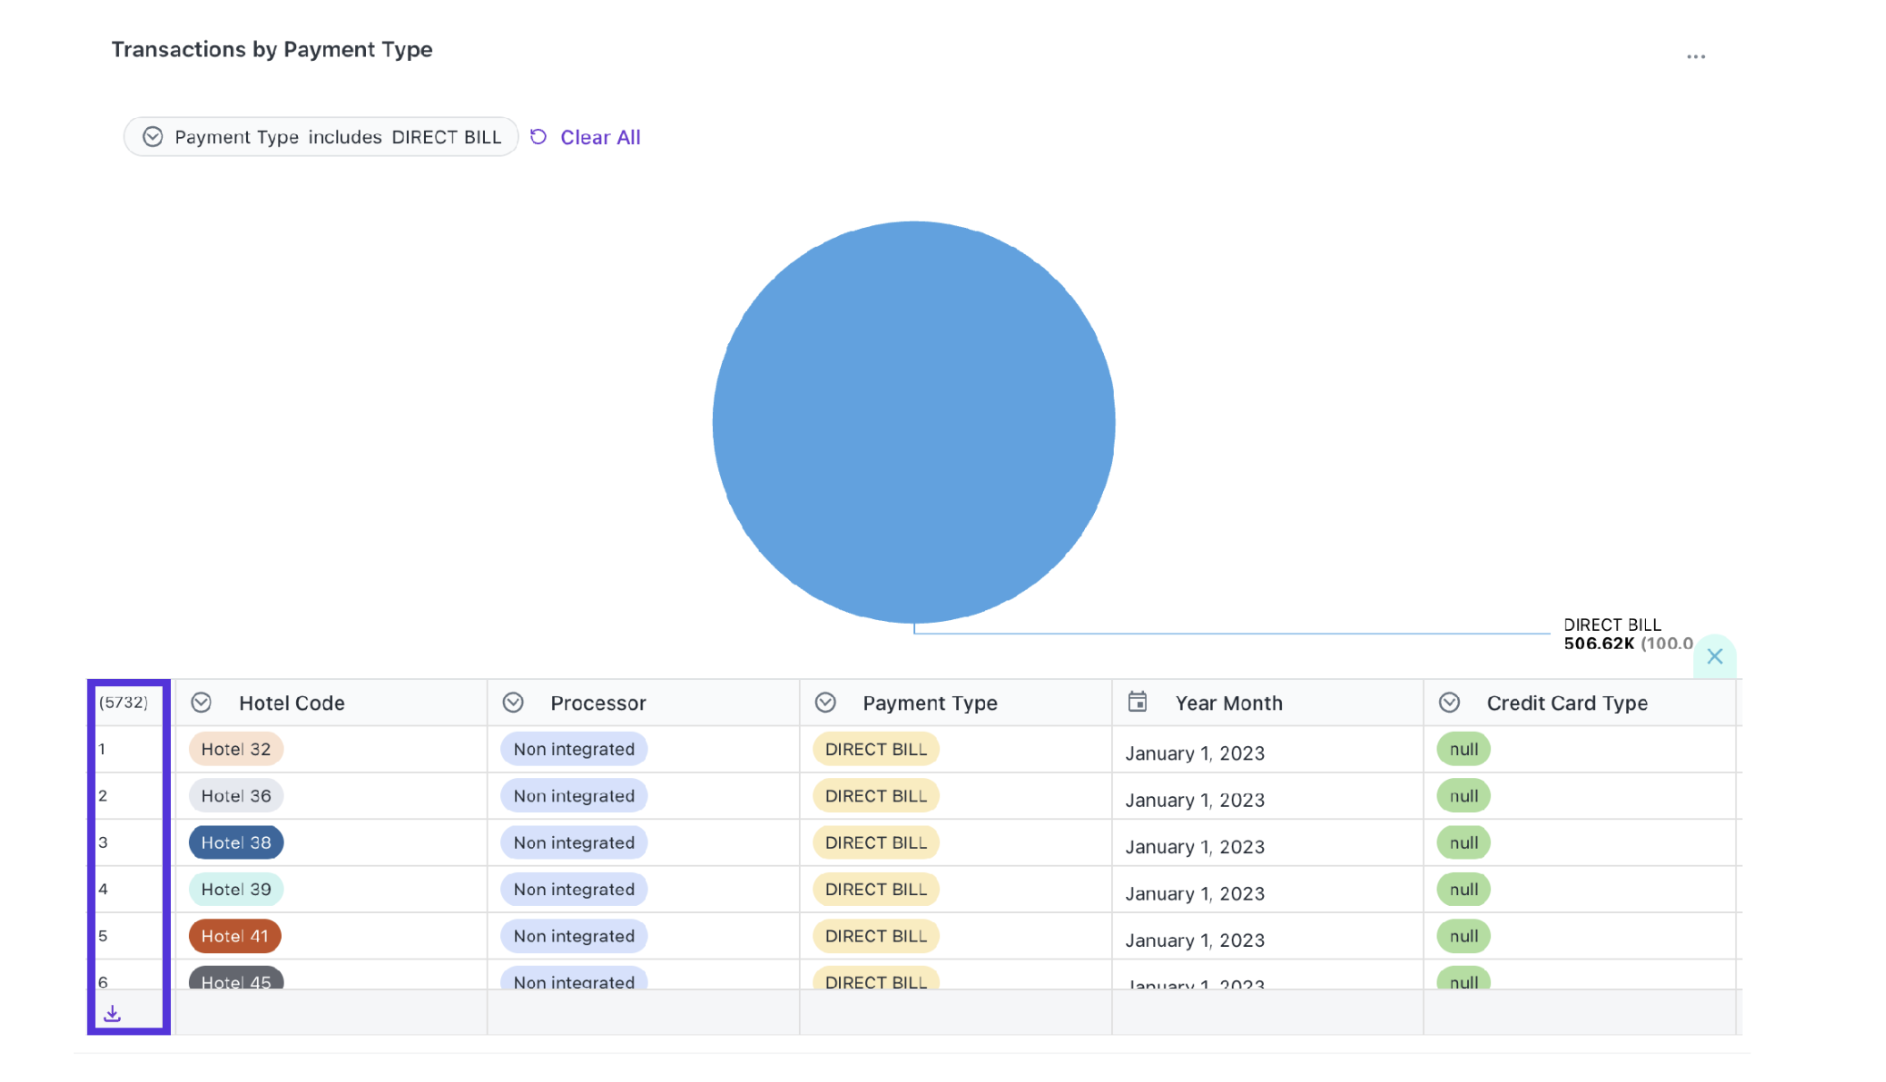 Transactions by Payment Type
Payment Type includes DIRECT BILL Clear All
DIRECT BILL
506.62K (100.0
(5732) Hotel Code Processor Payment Type Year Month Credit Card Type
1 Hotel 32 Non integrated DIRECT BILL January 1, 2023 null
2 Hotel 36 Non integrated DIRECT BILL January 1, 2023 null
3 Hotel 38 Non integrated DIRECT BILL January 1, 2023 null
4 Hotel 39 Non integrated DIRECT BILL January 1, 2023 null
5 Hotel 41 Non integrated DIRECT BILL January 1, 2023 null
6 Hotel 45 Non integrated DIRECT BILL January 1, 2023 null